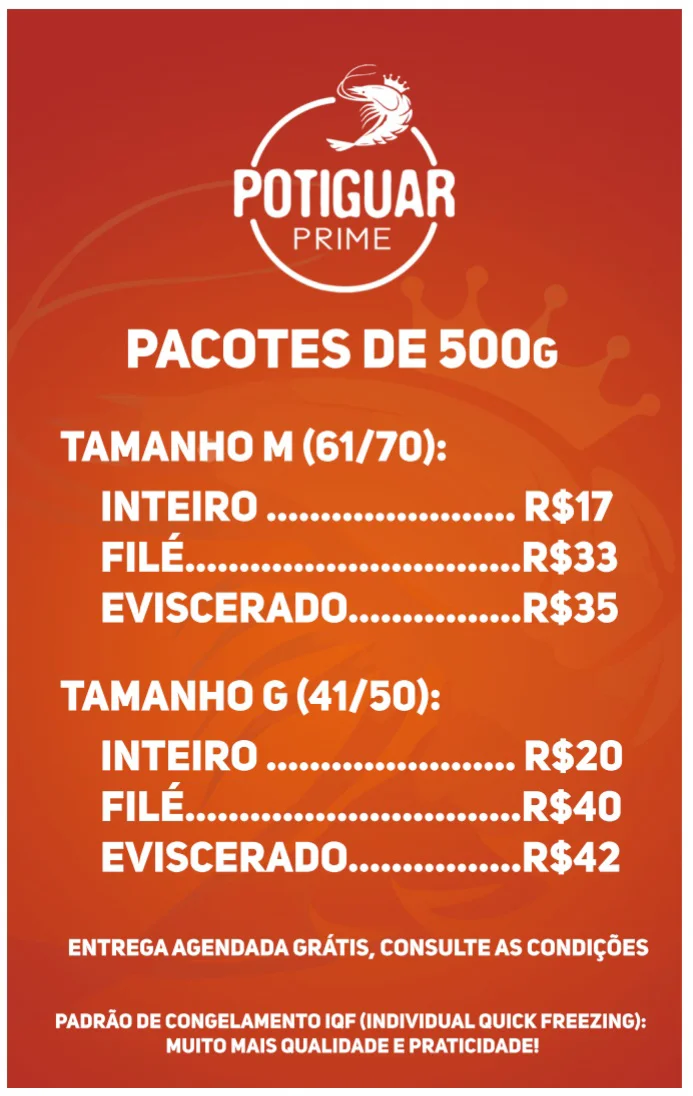 POTIGUAR
PRIME
PACOTES DE 500G
TAMANHO M (61/70):
INTEIRO ....................... R$17
FILÉ...............................R$33
EVISCERADO................R$35
TAMANHO G (41/50):
INTEIRO ....................... R$20
FILÉ...............................R$40
EVISCERADO................R$42
ENTREGA AGENDADA GRÁTIS, CONSULTE AS CONDIÇÕES
PADRÃO DE CONGELAMENTO IQF (INDIVIDUAL QUICK FREEZING):
MUITO MAIS QUALIDADE E PRATICIDADE!